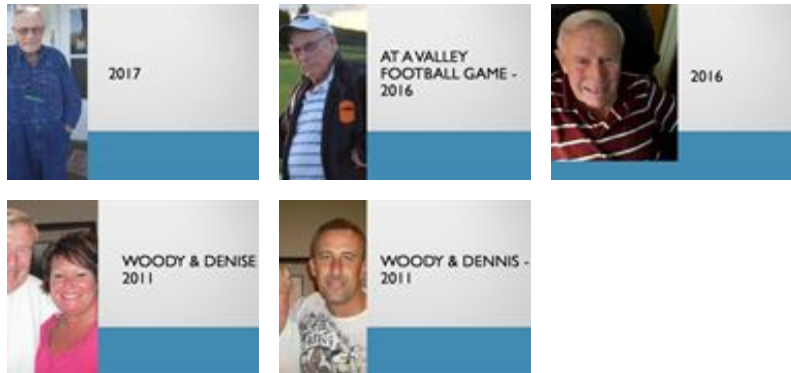 2017
AT A VALLEY
FOOTBALL GAME -
2016
2016
WOODY & DENISE
2011
WOODY & DENNIS -
2011